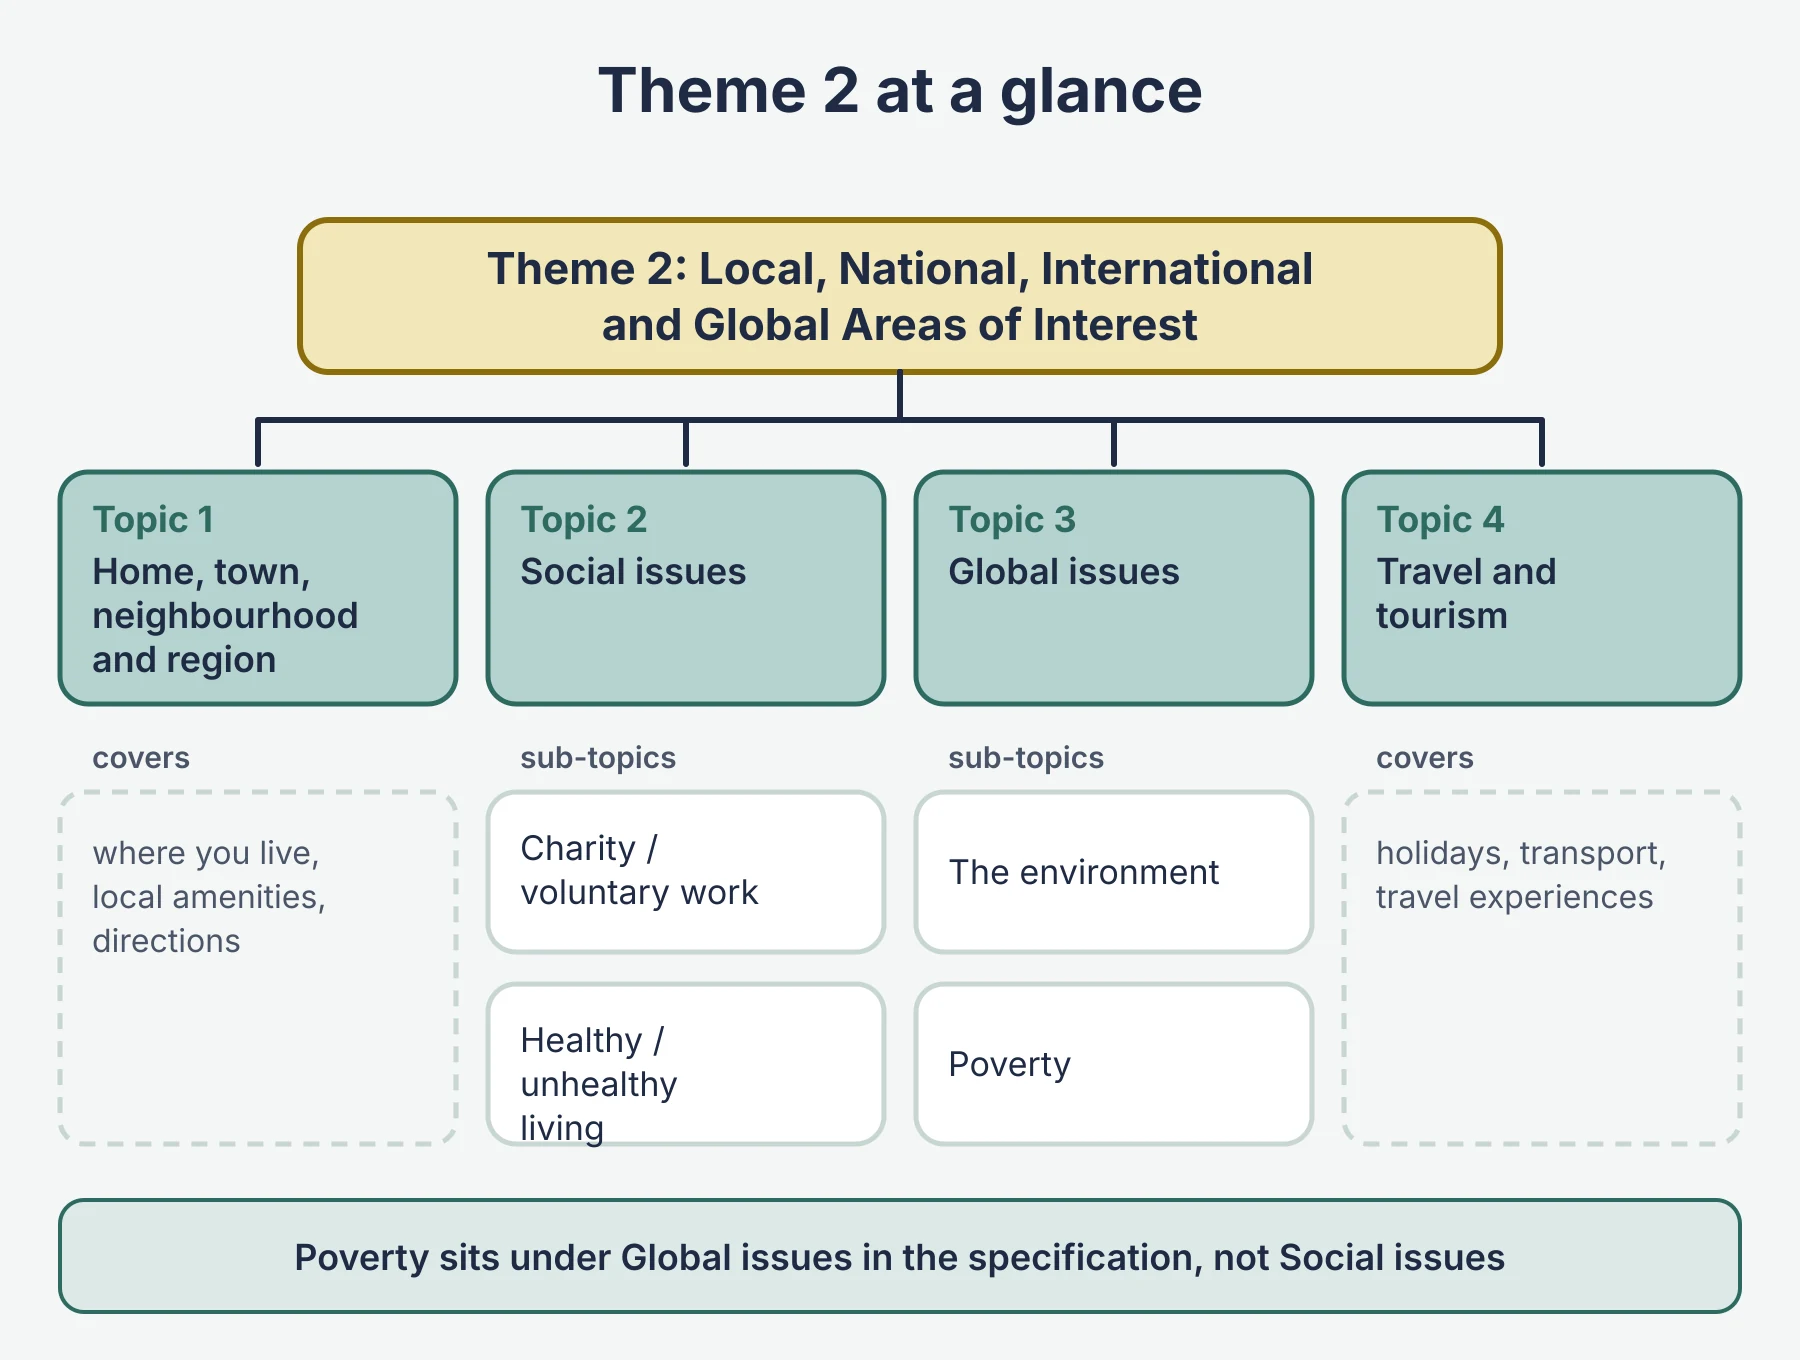 Theme 2 at a glance
Theme 2: Local, National, International
and Global Areas of Interest
Topic 1
Home, town,
neighbourhood
and region
Topic 2
Social issues
Topic 3
Global issues
Topic 4
Travel and
tourism
covers
where you live,
local amenities,
directions
sub-topics
Charity /
voluntary work
Healthy /
unhealthy
living
sub-topics
The environment
Poverty
covers
holidays, transport,
travel experiences
Poverty sits under Global issues in the specification, not Social issues